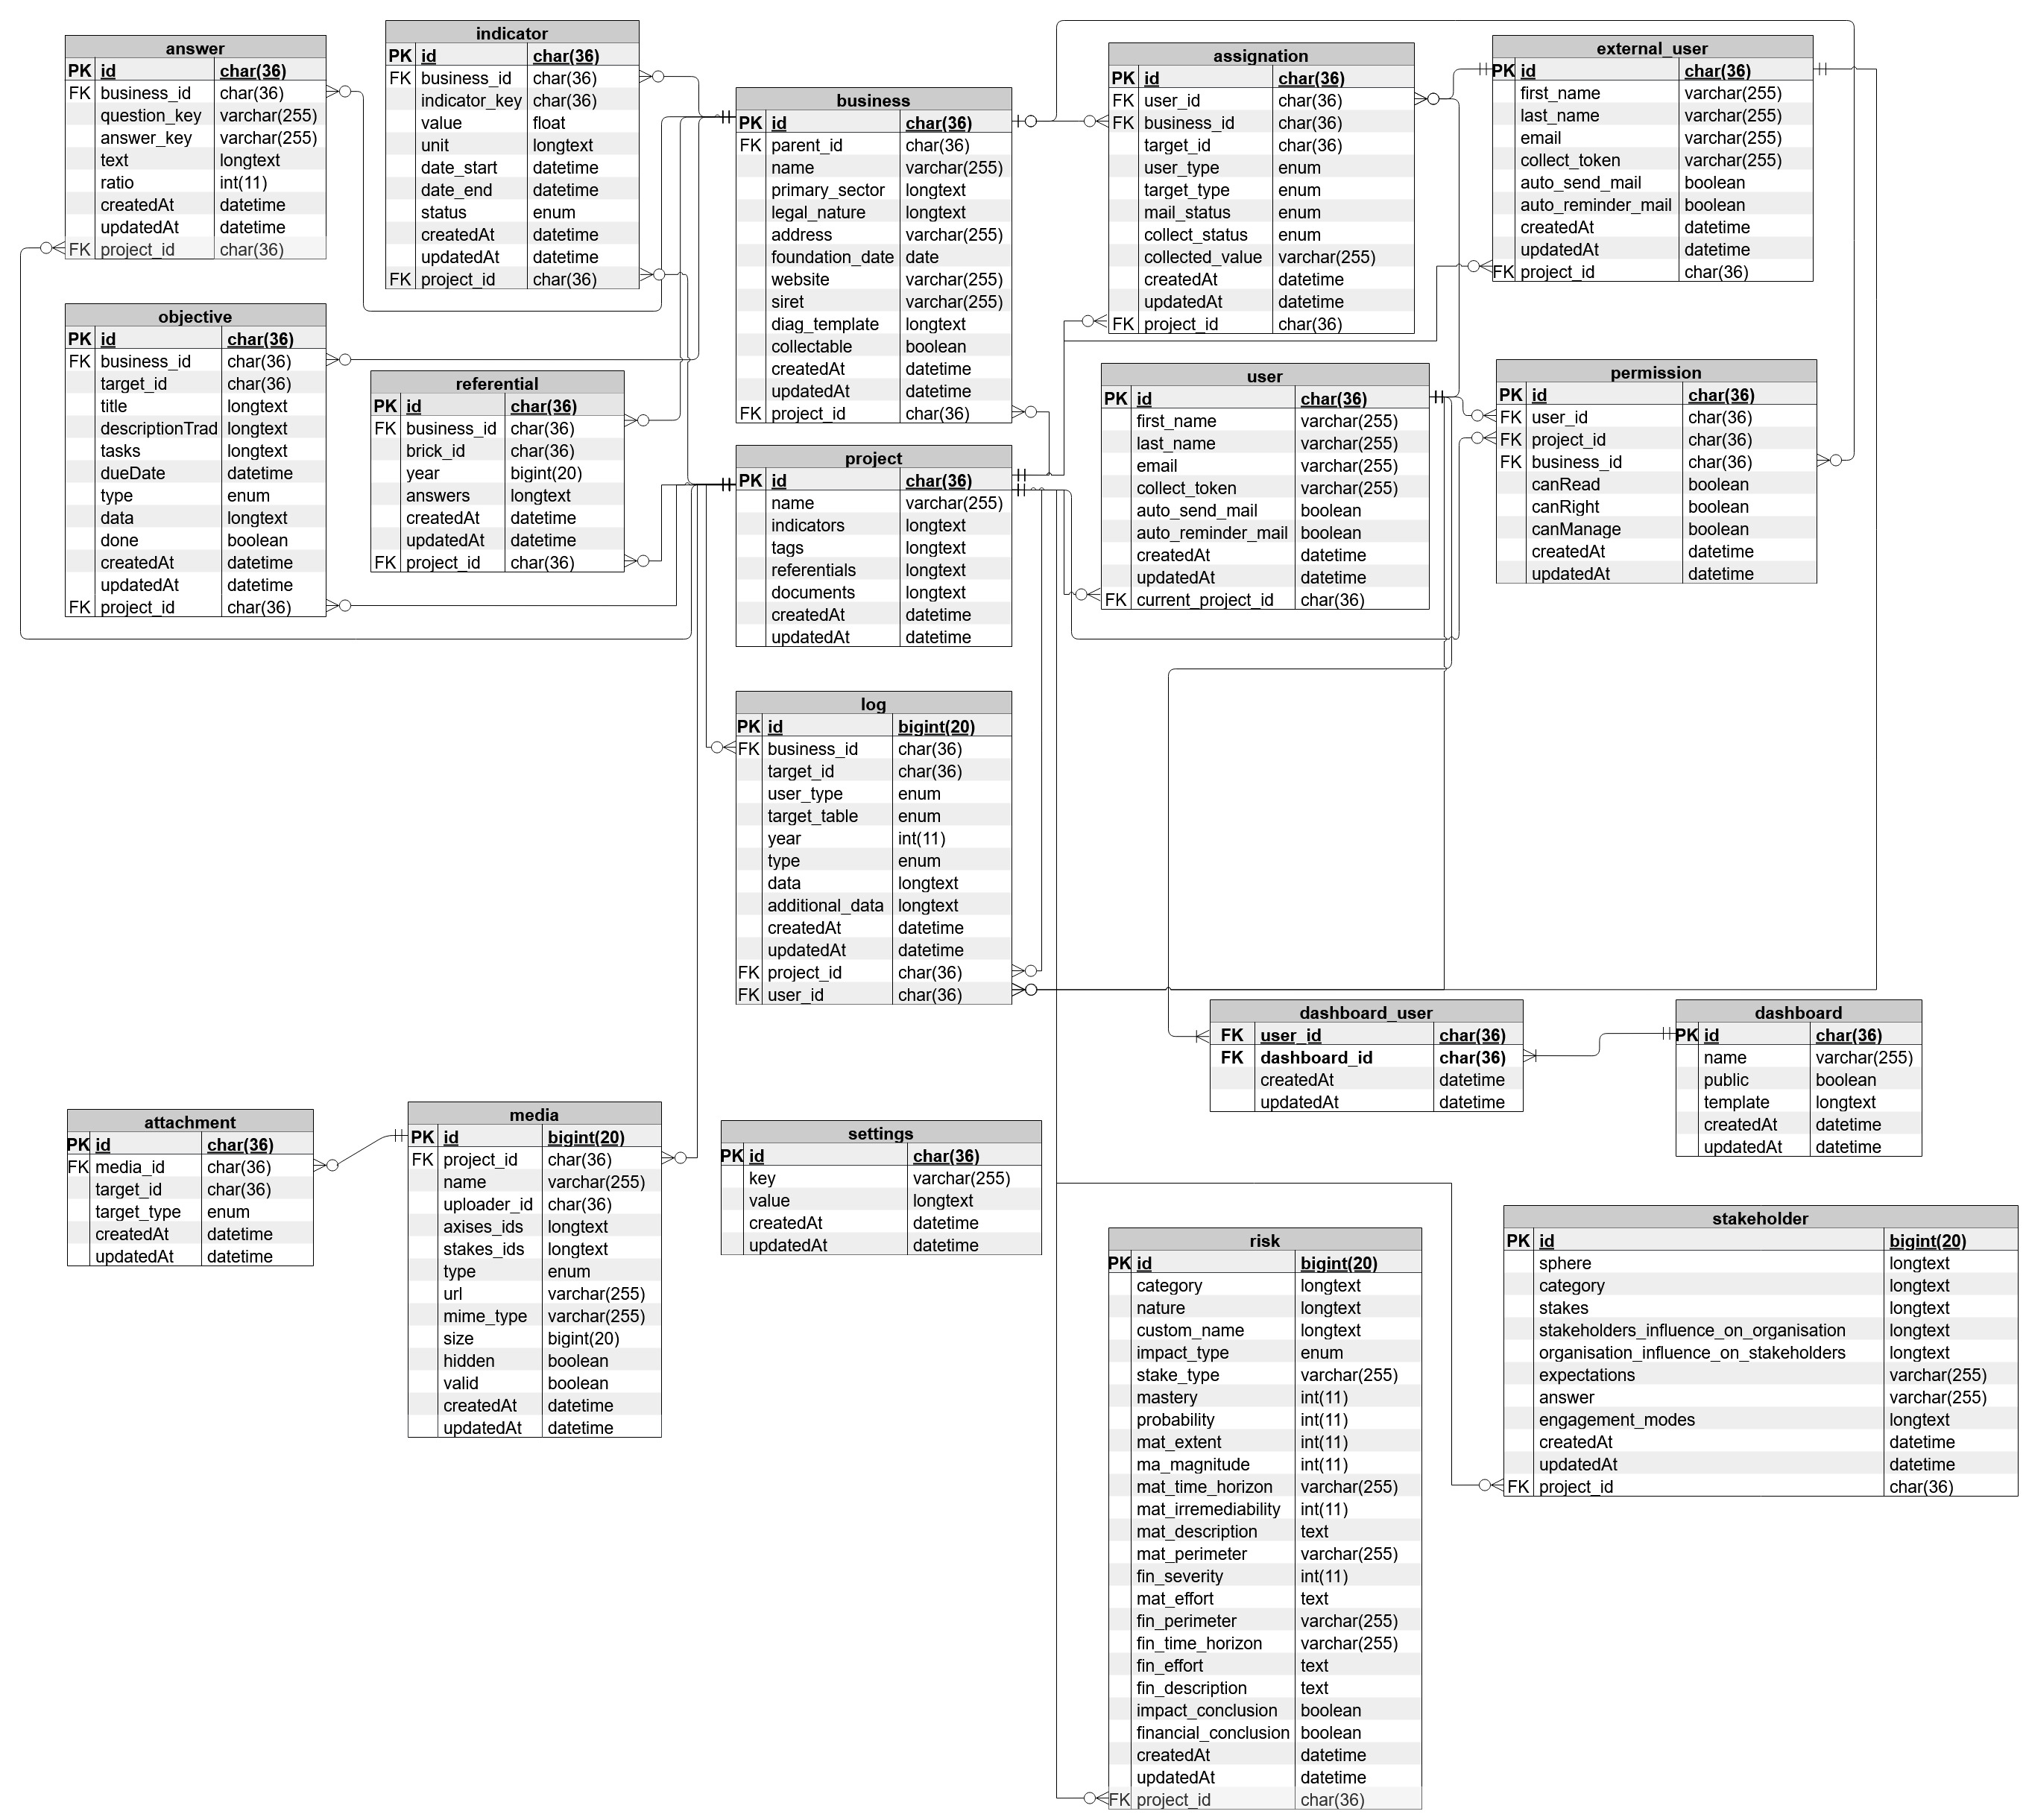 answer
PK id char(36)
FK business_id char(36)
question_key varchar(255)
answer_key varchar(255)
text longtext
ratio int(11)
createdAt datetime
updatedAt datetime
FK project_id char(36)
indicator
PK id char(36)
FK business_id char(36)
indicator_key char(36)
value float
unit longtext
date_start datetime
date_end datetime
status enum
createdAt datetime
updatedAt datetime
FK project_id char(36)
business
PK id char(36)
FK parent_id char(36)
name varchar(255)
primary_sector longtext
legal_nature longtext
address varchar(255)
foundation_date date
website varchar(255)
siret varchar(255)
diag_template longtext
collectable boolean
createdAt datetime
updatedAt datetime
FK project_id char(36)
assignation
PK id char(36)
FK user_id char(36)
FK business_id char(36)
target_id char(36)
user_type enum
target_type enum
mail_status enum
collect_status enum
collected_value varchar(255)
createdAt datetime
updatedAt datetime
FK project_id char(36)
external_user
PK id char(36)
first_name varchar(255)
last_name varchar(255)
email varchar(255)
collect_token varchar(255)
auto_send_mail boolean
auto_reminder_mail boolean
createdAt datetime
updatedAt datetime
FK project_id char(36)
objective
PK id char(36)
FK business_id char(36)
target_id char(36)
title longtext
descriptionTrad longtext
tasks longtext
dueDate datetime
type enum
data longtext
done boolean
createdAt datetime
updatedAt datetime
FK project_id char(36)
referential
PK id char(36)
FK business_id char(36)
brick_id char(36)
year bigint(20)
answers longtext
createdAt datetime
updatedAt datetime
FK project_id char(36)
project
PK id char(36)
name varchar(255)
indicators longtext
tags longtext
referentials longtext
documents longtext
createdAt datetime
updatedAt datetime
user
PK id char(36)
first_name varchar(255)
last_name varchar(255)
email varchar(255)
collect_token varchar(255)
auto_send_mail boolean
auto_reminder_mail boolean
createdAt datetime
updatedAt datetime
FK current_project_id char(36)
permission
PK id char(36)
FK user_id char(36)
FK project_id char(36)
FK business_id char(36)
canRead boolean
canRight boolean
canManage boolean
createdAt datetime
updatedAt datetime
log
PK id bigint(20)
FK business_id char(36)
target_id char(36)
user_type enum
target_table enum
year int(11)
type enum
data longtext
additional_data longtext
createdAt datetime
updatedAt datetime
FK project_id char(36)
FK user_id char(36)
dashboard_user
FK user_id char(36)
FK dashboard_id char(36)
createdAt datetime
updatedAt datetime
dashboard
PK id char(36)
name varchar(255)
public boolean
template longtext
createdAt datetime
updatedAt datetime
attachment
PK id char(36)
FK media_id char(36)
target_id char(36)
target_type enum
createdAt datetime
updatedAt datetime
media
PK id bigint(20)
FK project_id char(36)
name varchar(255)
uploader_id char(36)
axises_ids longtext
stakes_ids longtext
type enum
url varchar(255)
mime_type varchar(255)
size bigint(20)
hidden boolean
valid boolean
createdAt datetime
updatedAt datetime
settings
PK id char(36)
key varchar(255)
value longtext
createdAt datetime
updatedAt datetime
risk
PK id bigint(20)
category longtext
nature longtext
custom_name longtext
impact_type enum
stake_type varchar(255)
mastery int(11)
probability int(11)
mat_extent int(11)
ma_magnitude int(11)
mat_time_horizon varchar(255)
mat_irremediability int(11)
mat_description text
mat_perimeter varchar(255)
fin_severity int(11)
mat_effort text
fin_perimeter varchar(255)
fin_time_horizon varchar(255)
fin_effort text
fin_description text
impact_conclusion boolean
financial_conclusion boolean
createdAt datetime
updatedAt datetime
FK project_id char(36)
stakeholder
PK id bigint(20)
sphere longtext
category longtext
stakes longtext
stakeholders_influence_on_organisation longtext
organisation_influence_on_stakeholders longtext
expectations varchar(255)
answer varchar(255)
engagement_modes longtext
createdAt datetime
updatedAt datetime
FK project_id char(36)